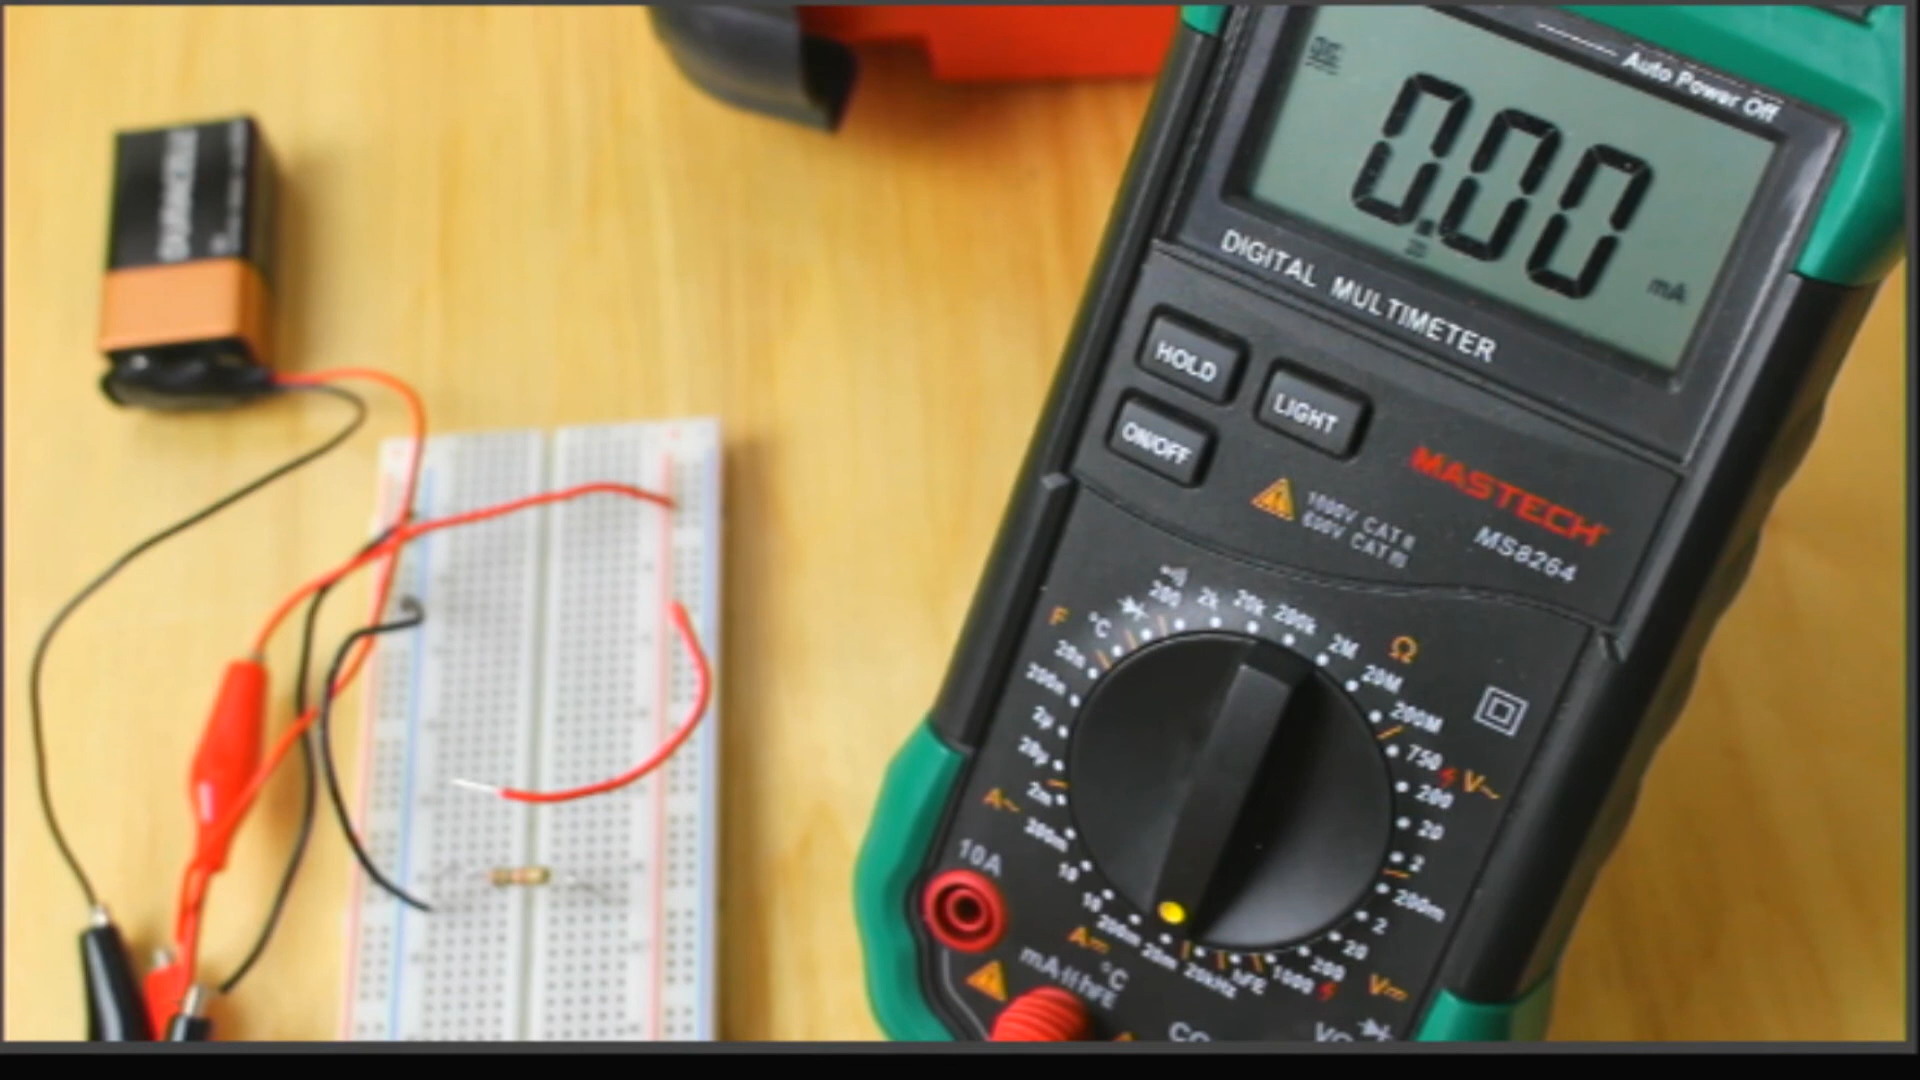 DURACELL
Auto Power Off
0.00
mA
DIGITAL MULTIMETER
HOLD
LIGHT
ON/OFF
MASTECH
MS8264
1000V CAT II
600V CAT III
200
2k
20k
200k
2M
20M
200M
Ω
F
°C
20n
200n
2µ
20µ
A~
2m
200m
10
10
200m
20m
A⎓
20kHz
hFE
750
V~
200
20
2
200m
2
20
200
1000
V⎓
10A
mA
hFE
°C